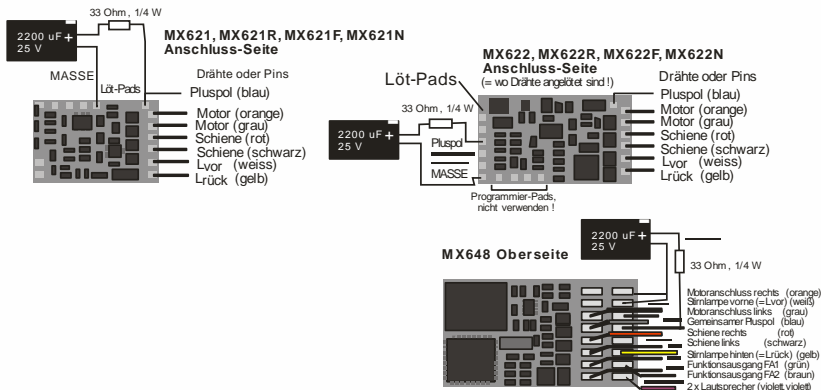 33 Ohm, 1/4 W
2200 uF +
25 V
MX621, MX621R, MX621F, MX621N
Anschluss-Seite
MASSE
Löt-Pads
Drähte oder Pins
Pluspol (blau)
Motor (orange)
Motor (grau)
Schiene (rot)
Schiene (schwarz)
Lvor (weiss)
Lrück (gelb)
MX622, MX622R, MX622F, MX622N
Anschluss-Seite
(= wo Drähte angelötet sind !)
Löt-Pads
33 Ohm , 1/4 W
2200 uF +
25 V
Pluspol
MASSE
Programmier-Pads,
nicht verwenden !
Drähte oder Pins
Pluspol (blau)
Motor (orange)
Motor (grau)
Schiene (rot)
Schiene (schwarz)
Lvor (weiss)
Lrück (gelb)
MX648 Oberseite
2200 uF +
25 V
33 Ohm , 1/4 W
Motoranschluss rechts (orange)
Stirnlampe vorne (= Lvor) (weiß)
Motoranschluss links (grau)
Gemeinsamer Pluspol (blau)
Schiene rechts (rot)
Schiene links (schwarz)
Stirnlampe hinten (= Lrück) (gelb)
Funktionsausgang FA1 (grün)
Funktionsausgang FA2 (braun)
2 x Lautsprecher (violett, violett)